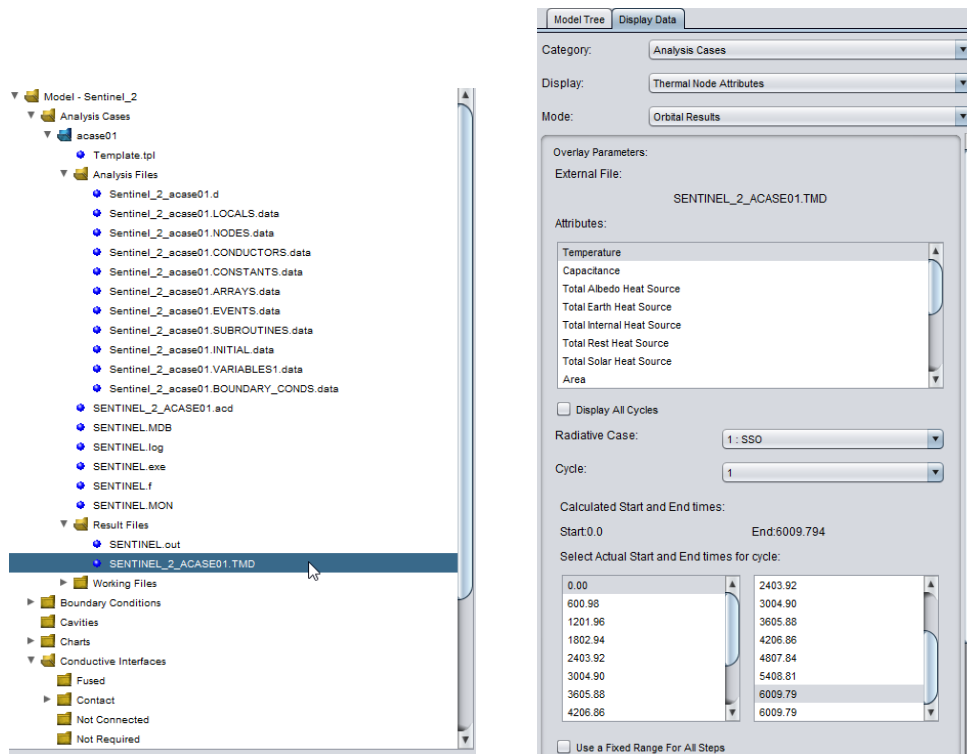 Model - Sentinel_2
Analysis Cases
acase01
Template.tpl
Analysis Files
Sentinel_2_acase01.d
Sentinel_2_acase01.LOCALS.data
Sentinel_2_acase01.NODES.data
Sentinel_2_acase01.CONDUCTORS.data
Sentinel_2_acase01.CONSTANTS.data
Sentinel_2_acase01.ARRAYS.data
Sentinel_2_acase01.EVENTS.data
Sentinel_2_acase01.SUBROUTINES.data
Sentinel_2_acase01.INITIAL.data
Sentinel_2_acase01.VARIABLES1.data
Sentinel_2_acase01.BOUNDARY_CONDS.data
SENTINEL_2_ACASE01.acd
SENTINEL.MDB
SENTINEL.log
SENTINEL.exe
SENTINEL.f
SENTINEL.MON
Result Files
SENTINEL.out
SENTINEL_2_ACASE01.TMD
Working Files
Boundary Conditions
Cavities
Charts
Conductive Interfaces
Fused
Contact
Not Connected
Not Required
Model Tree Display Data
Category: Analysis Cases
Display: Thermal Node Attributes
Mode: Orbital Results
Overlay Parameters:
External File:
SENTINEL_2_ACASE01.TMD
Attributes:
Temperature
Capacitance
Total Albedo Heat Source
Total Earth Heat Source
Total Internal Heat Source
Total Rest Heat Source
Total Solar Heat Source
Area
Display All Cycles
Radiative Case: 1 : SSO
Cycle: 1
Calculated Start and End times:
Start:0.0 End:6009.794
Select Actual Start and End times for cycle:
0.00 2403.92
600.98 3004.90
1201.96 3605.88
1802.94 4206.86
2403.92 4807.84
3004.90 5408.81
3605.88 6009.79
4206.86 6009.79
Use a Fixed Range For All Steps